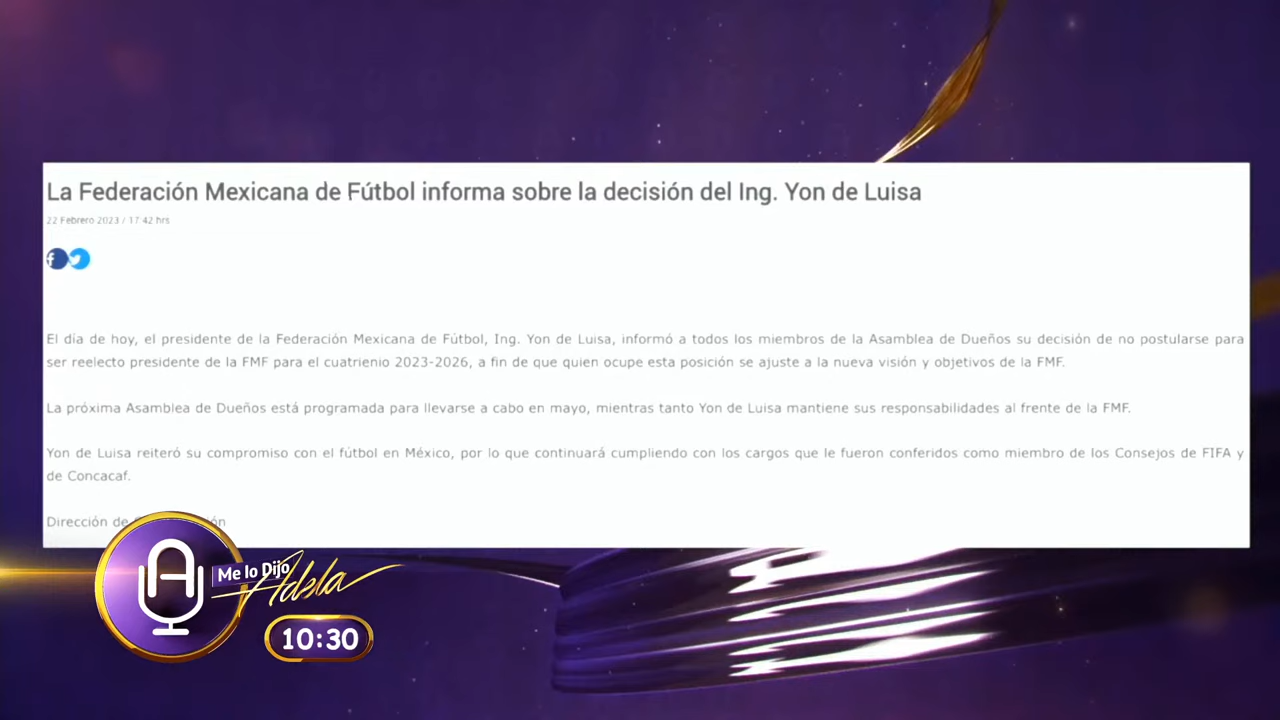 La Federación Mexicana de Fútbol informa sobre la decisión del Ing. Yon de Luisa
22 Febrero 2023 / 17:42 hrs
El día de hoy, el presidente de la Federación Mexicana de Fútbol, Ing. Yon de Luisa, informó a todos los miembros de la Asamblea de Dueños su decisión de no postularse para
ser reelecto presidente de la FMF para el cuatrienio 2023-2026, a fin de que quien ocupe esta posición se ajuste a la nueva visión y objetivos de la FMF.
La próxima Asamblea de Dueños está programada para llevarse a cabo en mayo, mientras tanto Yon de Luisa mantiene sus responsabilidades al frente de la FMF.
Yon de Luisa reiteró su compromiso con el fútbol en México, por lo que continuará cumpliendo con los cargos que le fueron conferidos como miembro de los Consejos de FIFA y
de Concacaf.
Dirección de
Me lo Dijo
Adela
10:30